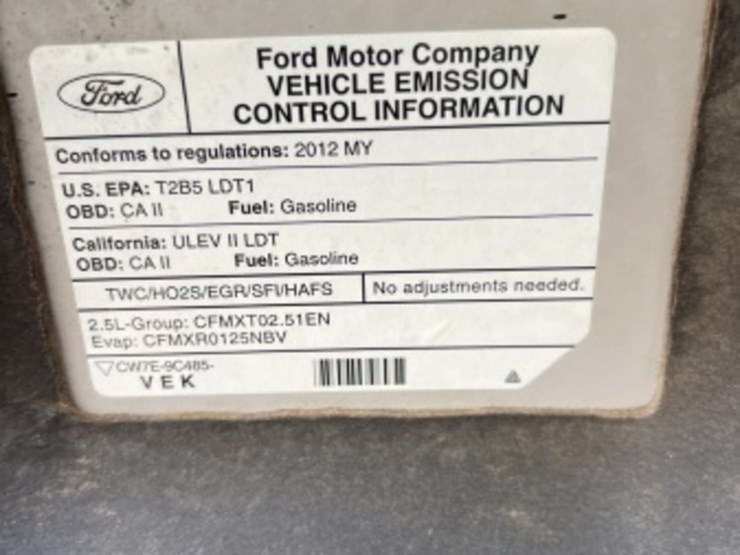 Ford
Ford Motor Company
VEHICLE EMISSION
CONTROL INFORMATION
Conforms to regulations: 2012 MY
U.S. EPA: T2B5 LDT1
OBD: CA II Fuel: Gasoline
California: ULEV II LDT
OBD: CA II Fuel: Gasoline
TWC/HO2S/EGR/SFI/HAFS No adjustments needed.
2.5L-Group: CFMXT02.51EN
Evap: CFMXR0125NBV
CW7E-9C485-
VEK